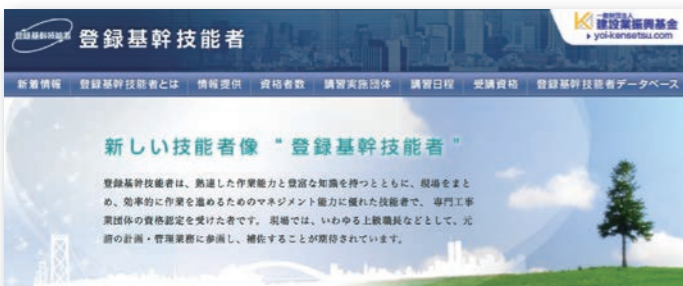 登録基幹技能者
登録基幹技能者
一般財団法人
建設業振興基金
yoi-kensetsu.com
新着情報 登録基幹技能者とは 情報提供 資格者数 講習実施団体 講習日程 受講資格 登録基幹技能者データベース
新しい技能者像 “登録基幹技能者”
登録基幹技能者は、熟達した作業能力と豊富な知識を持つとともに、現場をまと
め、効率的に作業を進めるためのマネジメント能力に優れた技能者で、専門工事
業団体の資格認定を受けた者です。 現場では、いわゆる上級職長などとして、元
請の計画・管理業務に参画し、補佐することが期待されています。